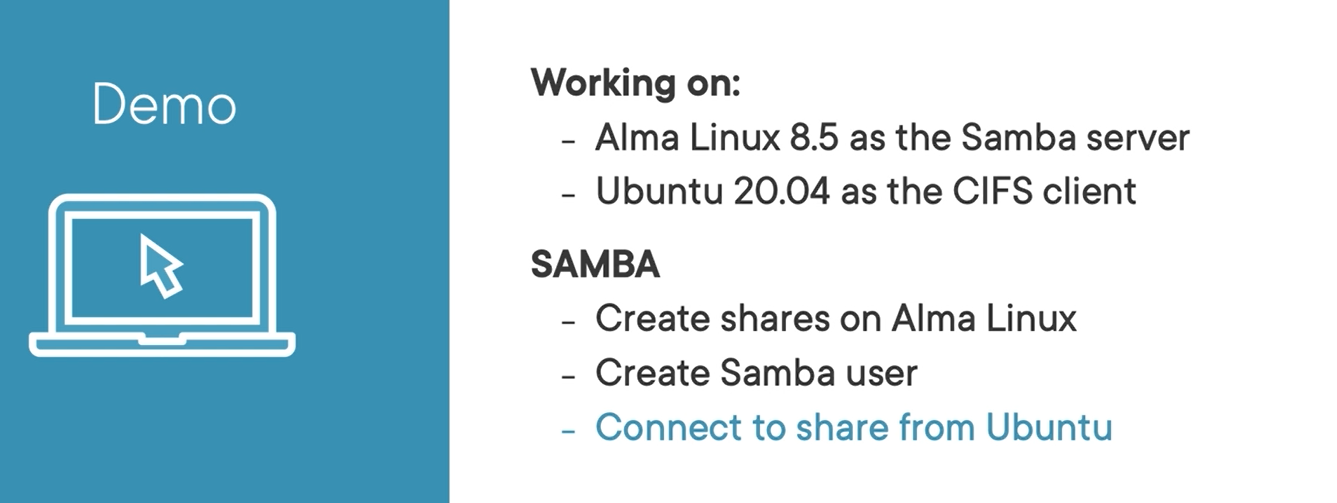 Demo
Working on:
- Alma Linux 8.5 as the Samba server
- Ubuntu 20.04 as the CIFS client
SAMBA
- Create shares on Alma Linux
- Create Samba user
- Connect to share from Ubuntu